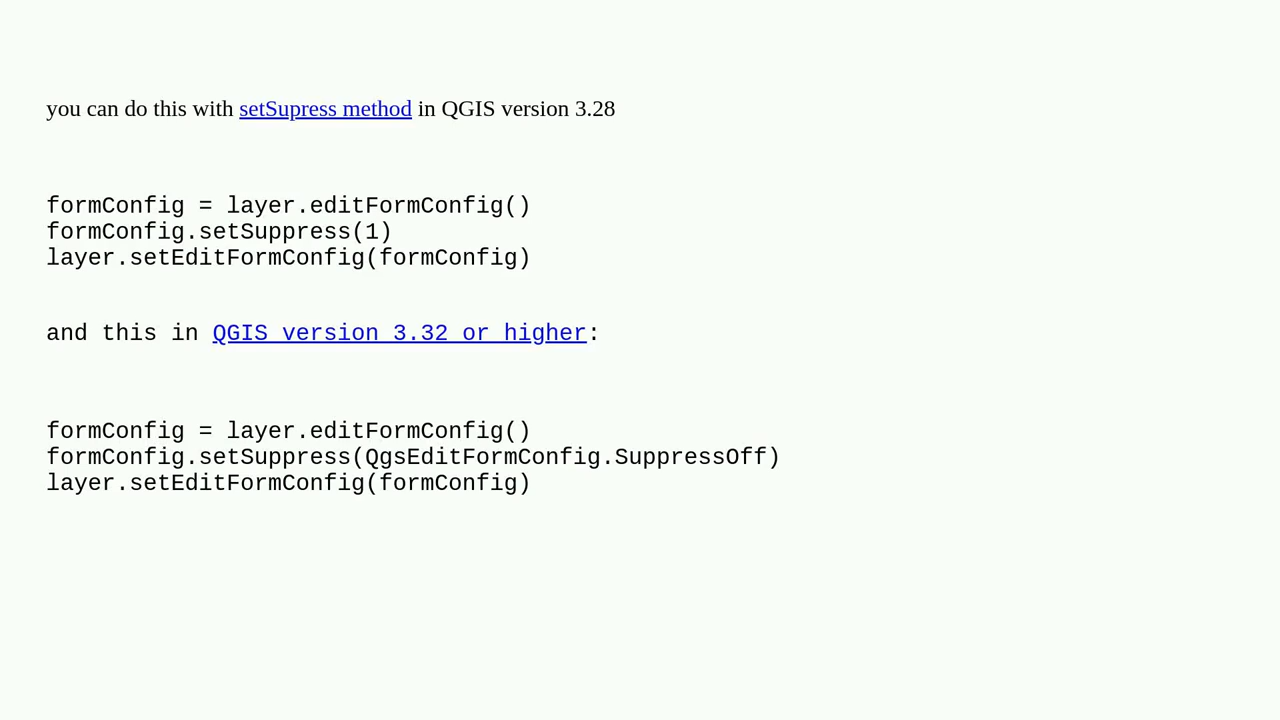 you can do this with setSupress method in QGIS version 3.28
formConfig = layer.editFormConfig()
formConfig.setSuppress(1)
layer.setEditFormConfig(formConfig)
and this in QGIS version 3.32 or higher:
formConfig = layer.editFormConfig()
formConfig.setSuppress(QgsEditFormConfig.SuppressOff)
layer.setEditFormConfig(formConfig)